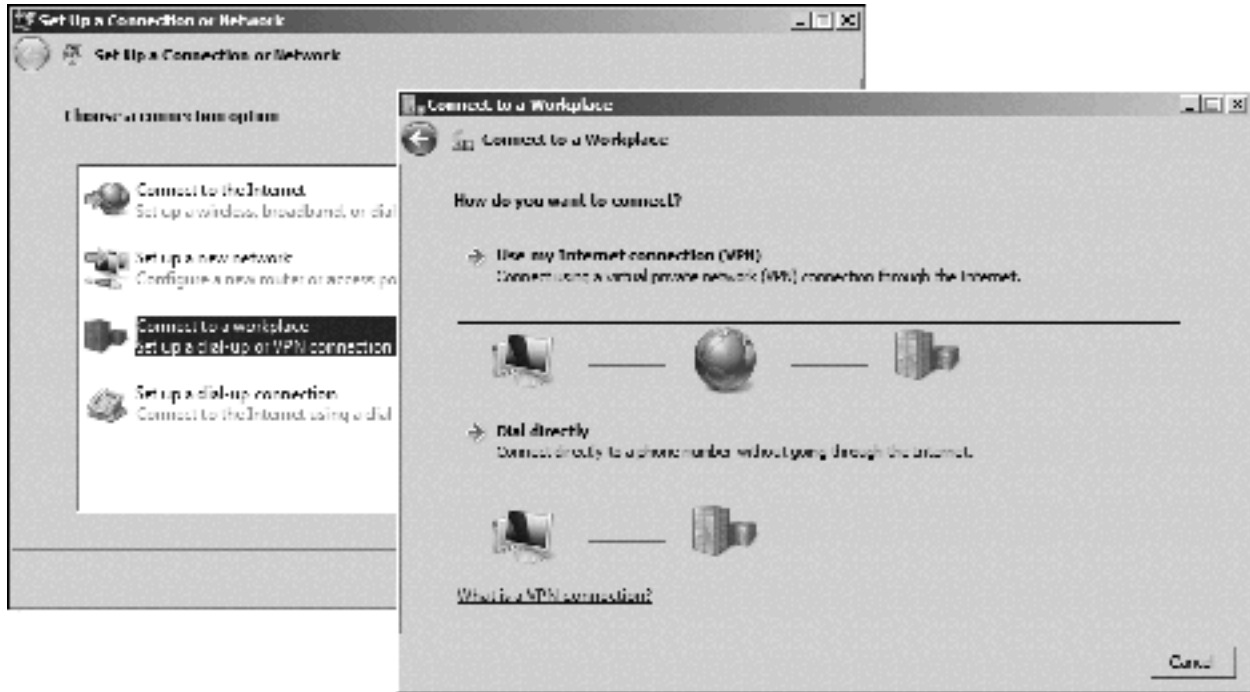 Set Up a Connection or Network
Set Up a Connection or Network
Choose a connection option
Connect to the Internet
Set up a wireless, broadband, or dial
Set up a new network
Configure a new router or access po
Connect to a workplace
Set up a dial-up or VPN connection
Set up a dial-up connection
Connect to the Internet using a dial
Connect to a Workplace
Connect to a Workplace
How do you want to connect?
Use my Internet connection (VPN)
Connect using a virtual private network (VPN) connection through the Internet.
Dial directly
Connect directly to a phone number without going through the Internet.
What is a VPN connection?
Cancel